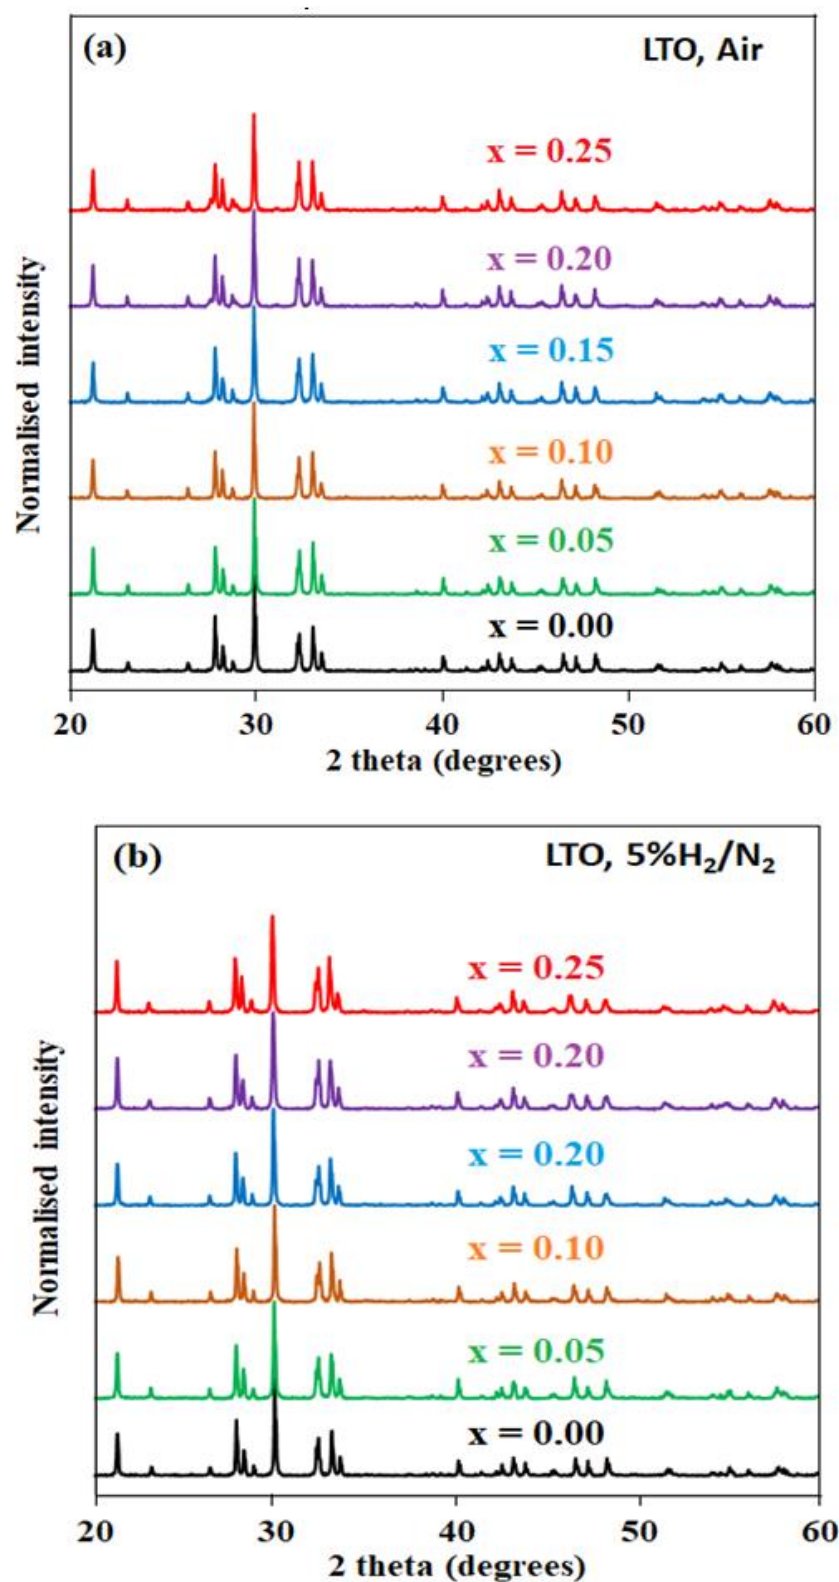 (a)
LTO, Air
x = 0.25
x = 0.20
x = 0.15
x = 0.10
x = 0.05
x = 0.00
Normalised intensity
20 30 40 50 60
2 theta (degrees)
(b)
LTO, 5%H₂/N₂
x = 0.25
x = 0.20
x = 0.20
x = 0.10
x = 0.05
x = 0.00
Normalised intensity
20 30 40 50 60
2 theta (degrees)